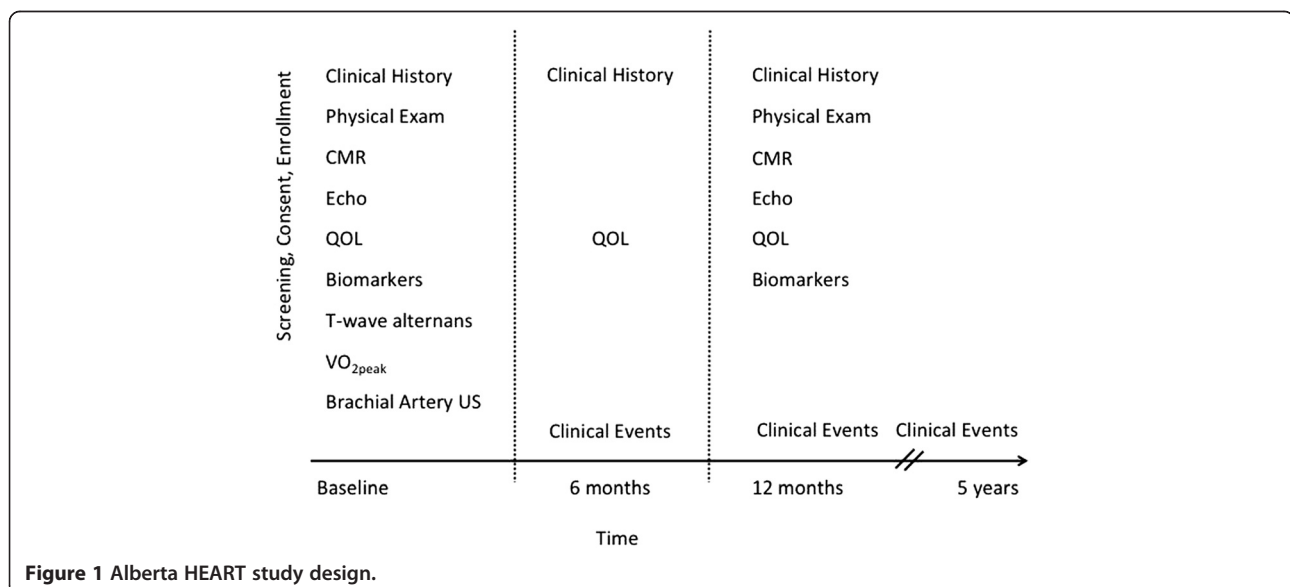 Screening, Consent, Enrollment
Clinical History Clinical History Clinical History
Physical Exam Physical Exam
CMR CMR
Echo Echo
QOL QOL QOL
Biomarkers Biomarkers
T-wave alternans
VO2peak
Brachial Artery US
Clinical Events Clinical Events Clinical Events
Baseline 6 months 12 months 5 years
Time
Figure 1 Alberta HEART study design.